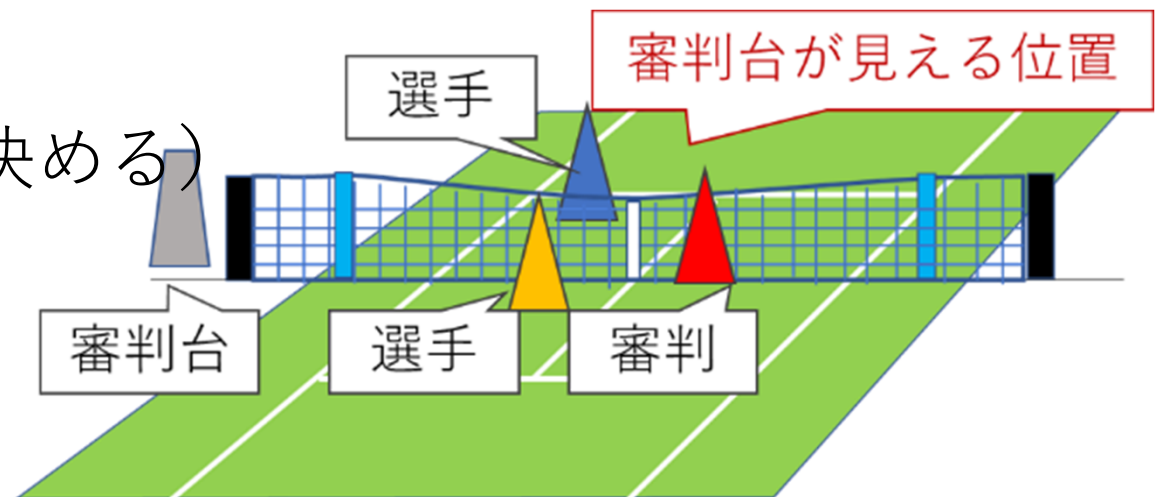 審判台が見える位置
選手
決める）
審判台
選手
審判